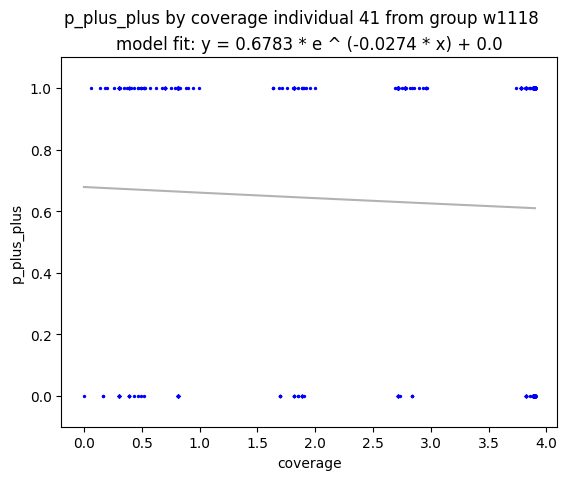 p_plus_plus by coverage individual 41 from group w1118
model fit: y = 0.6783 * e ^ (-0.0274 * x) + 0.0
1.0
0.8
0.6
0.4
0.2
0.0
p_plus_plus
0.0 0.5 1.0 1.5 2.0 2.5 3.0 3.5 4.0
coverage